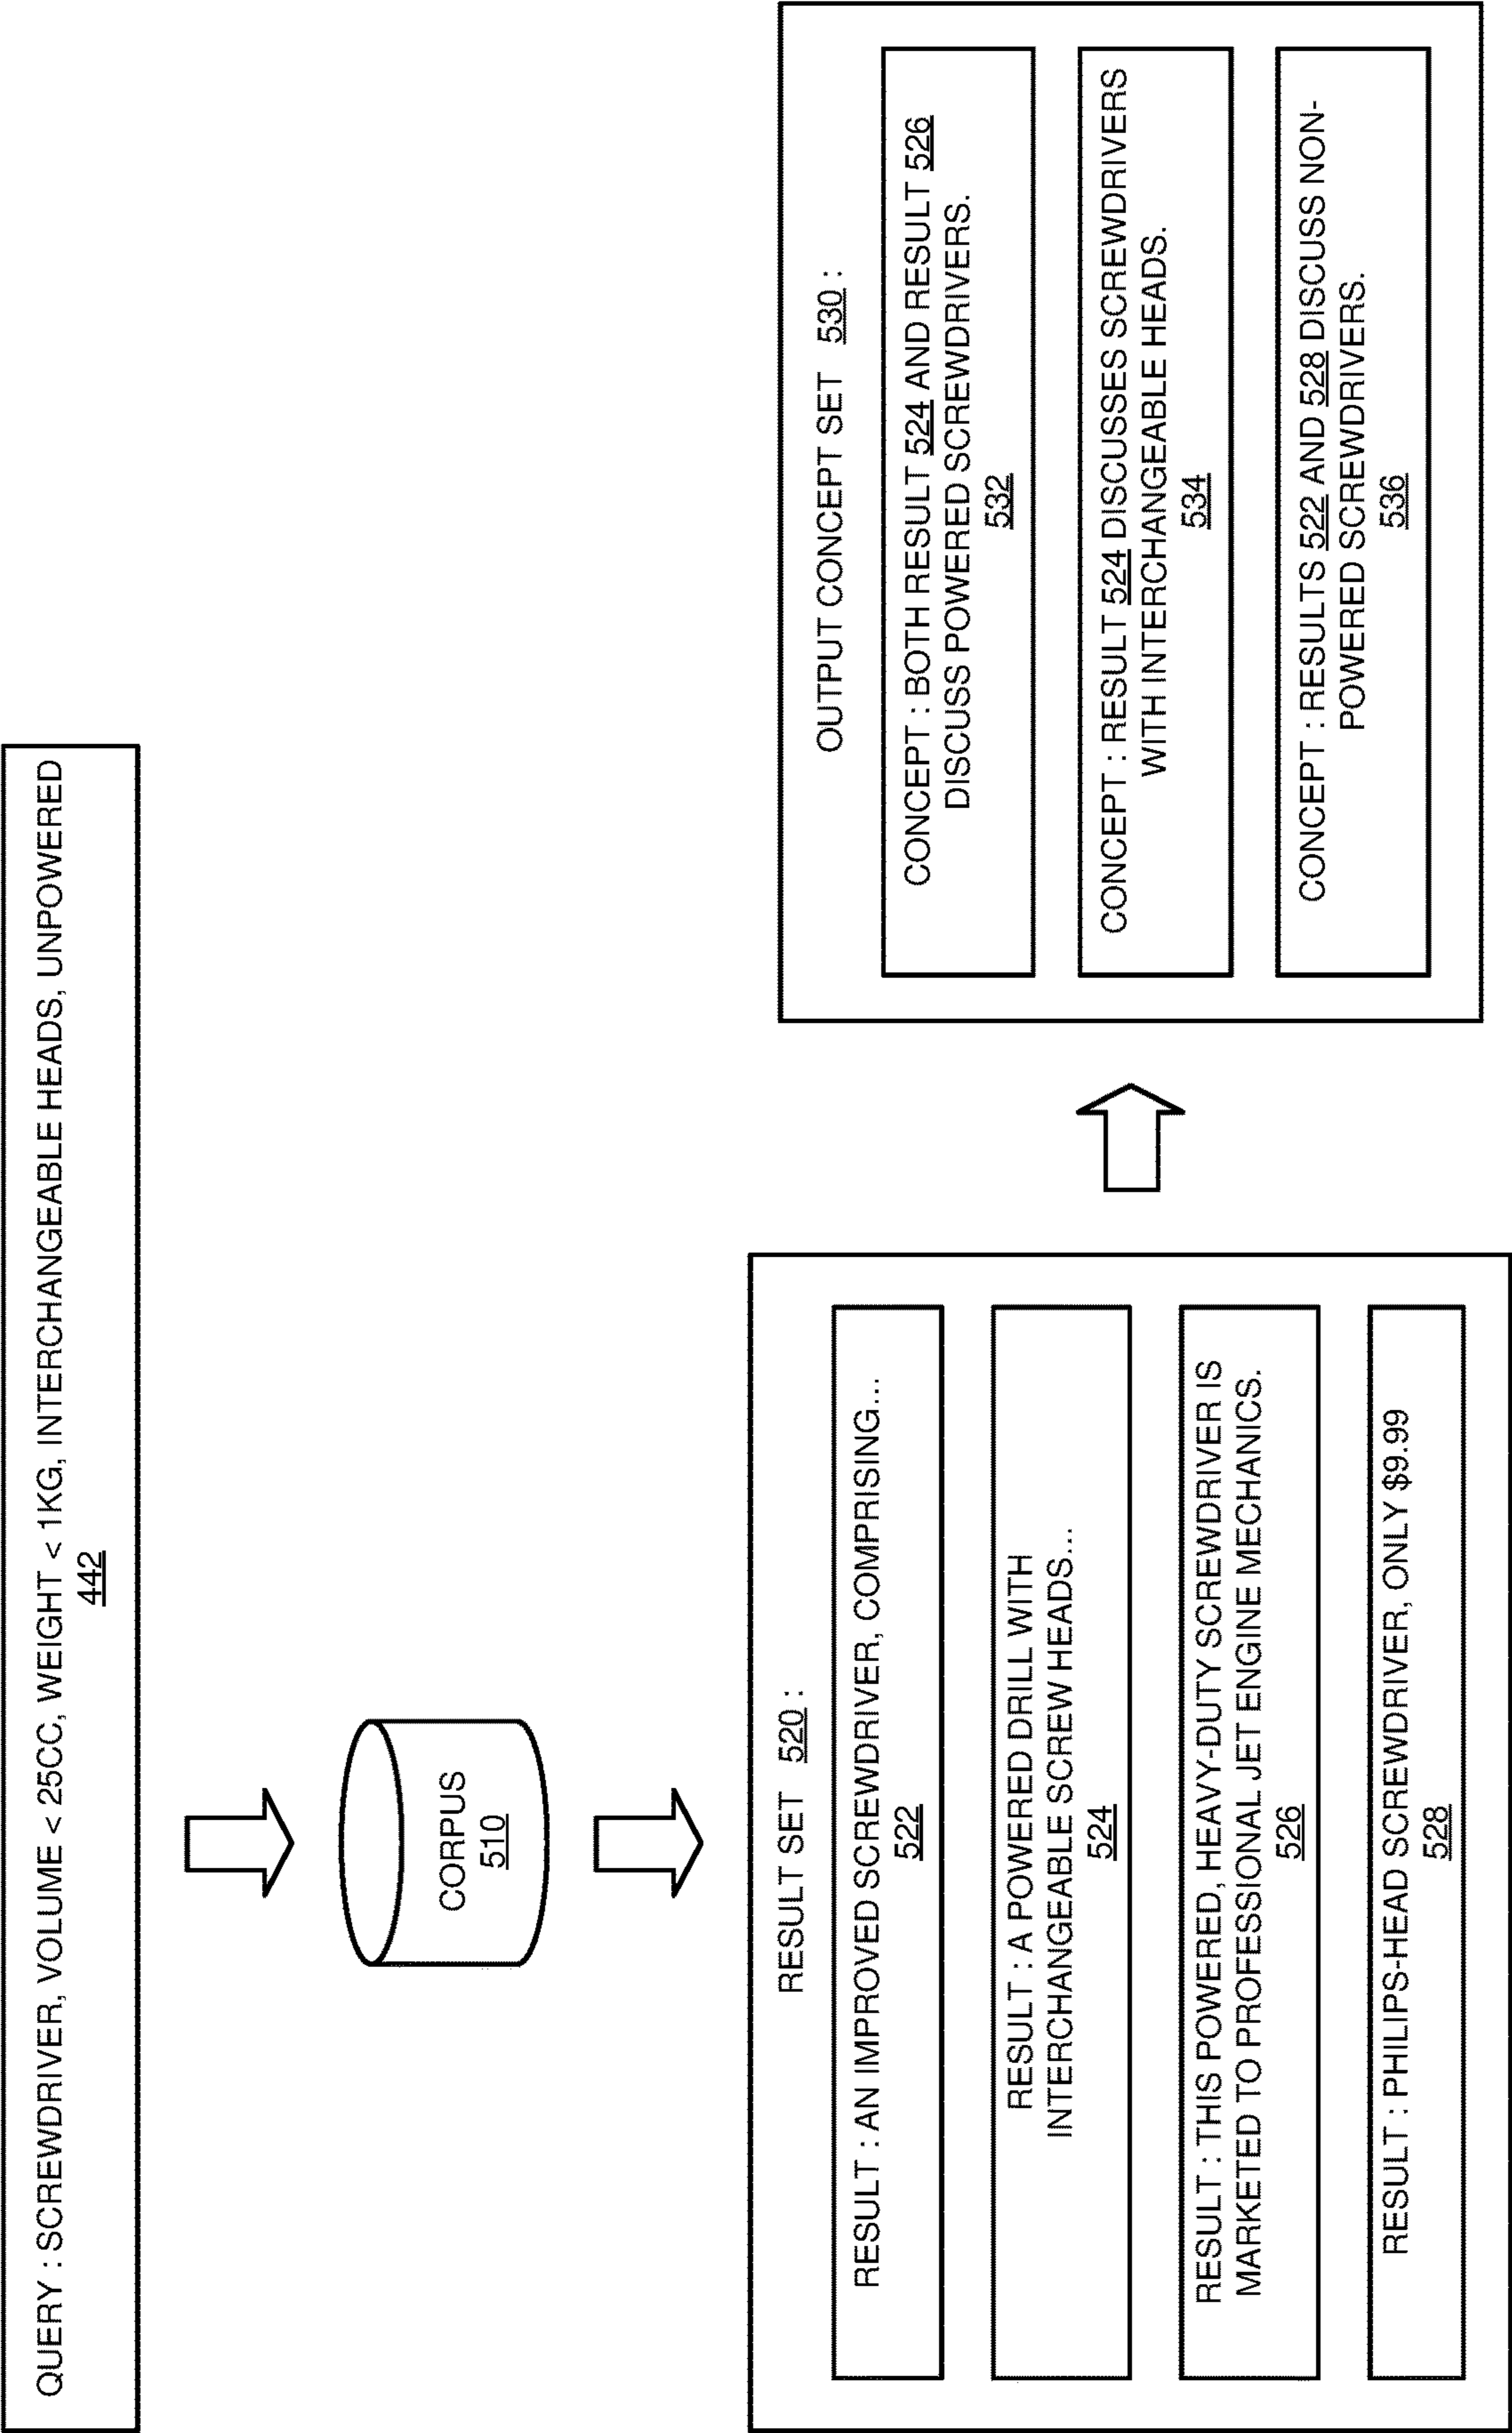 QUERY : SCREWDRIVER, VOLUME < 25CC, WEIGHT < 1KG, INTERCHANGEABLE HEADS, UNPOWERED
442
CORPUS
510
RESULT SET 520 :
RESULT : AN IMPROVED SCREWDRIVER, COMPRISING...
522
RESULT : A POWERED DRILL WITH
INTERCHANGEABLE SCREW HEADS...
524
RESULT : THIS POWERED, HEAVY-DUTY SCREWDRIVER IS
MARKETED TO PROFESSIONAL JET ENGINE MECHANICS.
526
RESULT : PHILIPS-HEAD SCREWDRIVER, ONLY $9.99
528
OUTPUT CONCEPT SET 530 :
CONCEPT : BOTH RESULT 524 AND RESULT 526
DISCUSS POWERED SCREWDRIVERS.
532
CONCEPT : RESULT 524 DISCUSSES SCREWDRIVERS
WITH INTERCHANGEABLE HEADS.
534
CONCEPT : RESULTS 522 AND 528 DISCUSS NON-
POWERED SCREWDRIVERS.
536